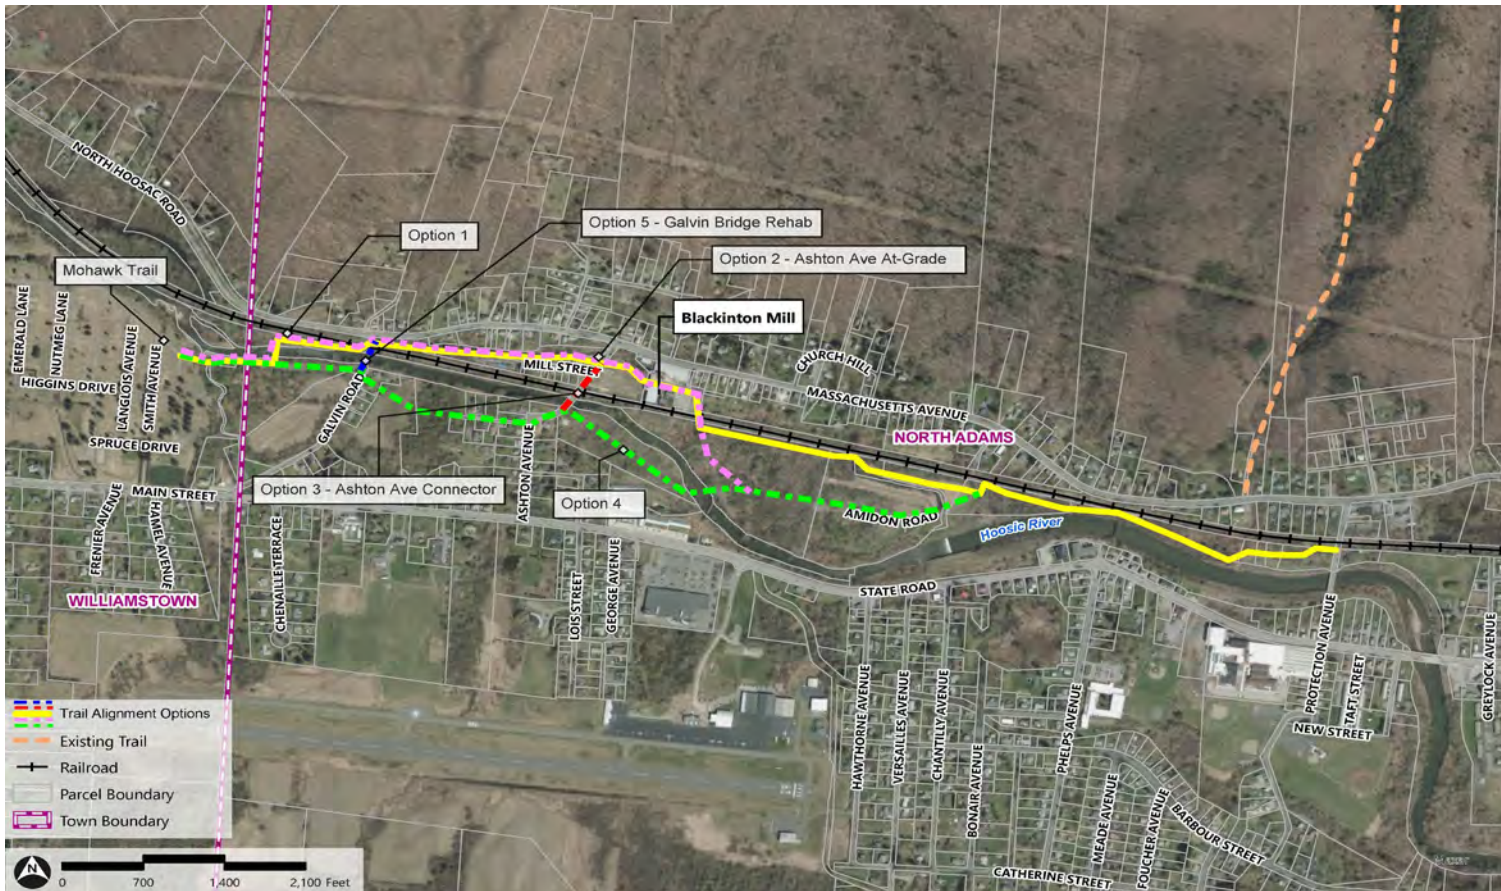 NORTH HOOSAC ROAD
Option 1
Option 5 - Galvin Bridge Rehab
Option 2 - Ashton Ave At-Grade
Mohawk Trail
Blackinton Mill
EMERALD LANE
NUTMEG LANE
LANGLOIS AVENUE
SMITH AVENUE
HIGGINS DRIVE
SPRUCE DRIVE
GALVIN ROAD
MILL STREET
CHURCH HILL
MASSACHUSETTS AVENUE
NORTH ADAMS
MAIN STREET
Option 3 - Ashton Ave Connector
ASHTON AVENUE
Option 4
AMIDON ROAD
Hoosic River
FRENIER AVENUE
HAMEL AVENUE
WILLIAMSTOWN
CHENAILLE TERRACE
LOIS STREET
GEORGE AVENUE
STATE ROAD
HAWTHORNE AVENUE
VERSAILLES AVENUE
CHANTILLY AVENUE
BONAIR AVENUE
PHELPS AVENUE
MEADE AVENUE
FOUCHER AVENUE
BARBOUR STREET
CATHERINE STREET
PROTECTION AVENUE
TAFT STREET
NEW STREET
GREYLOCK AVENUE
Trail Alignment Options
Existing Trail
Railroad
Parcel Boundary
Town Boundary
N
0 700 1,400 2,100 Feet